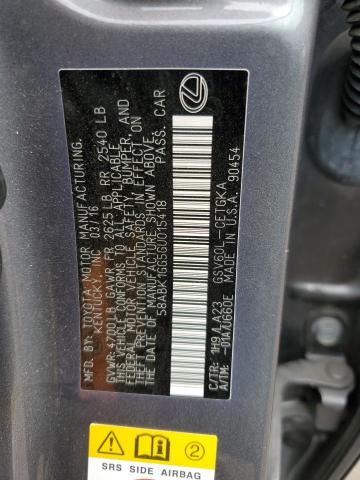 MFD. BY: TOYOTA MOTOR MANUFACTURING,
KENTUCKY, INC 03/16
GVWR 4700 LB GAWR FR 2625 LB RR 2540 LB
THIS VEHICLE CONFORMS TO ALL APPLICABLE
FEDERAL MOTOR VEHICLE SAFETY, BUMPER, AND
THEFT PREVENTION STANDARDS IN EFFECT ON
THE DATE OF MANUFACTURE SHOWN ABOVE.
58ABK1GG5GU015418 PASS. CAR
C/TR: 1H9/LA23 GSV60L-CETGKA
A/TM: -01A/U660E MADE IN U.S.A. 90454
2
SRS SIDE AIRBAG